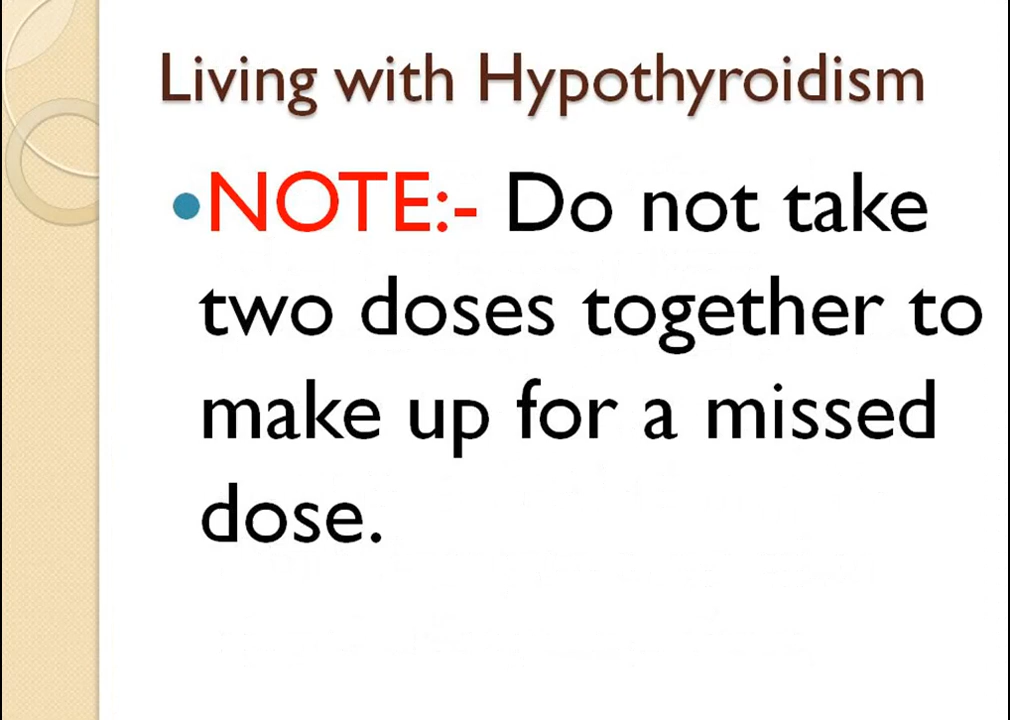 Living with Hypothyroidism
•NOTE:- Do not take
two doses together to
make up for a missed
dose.